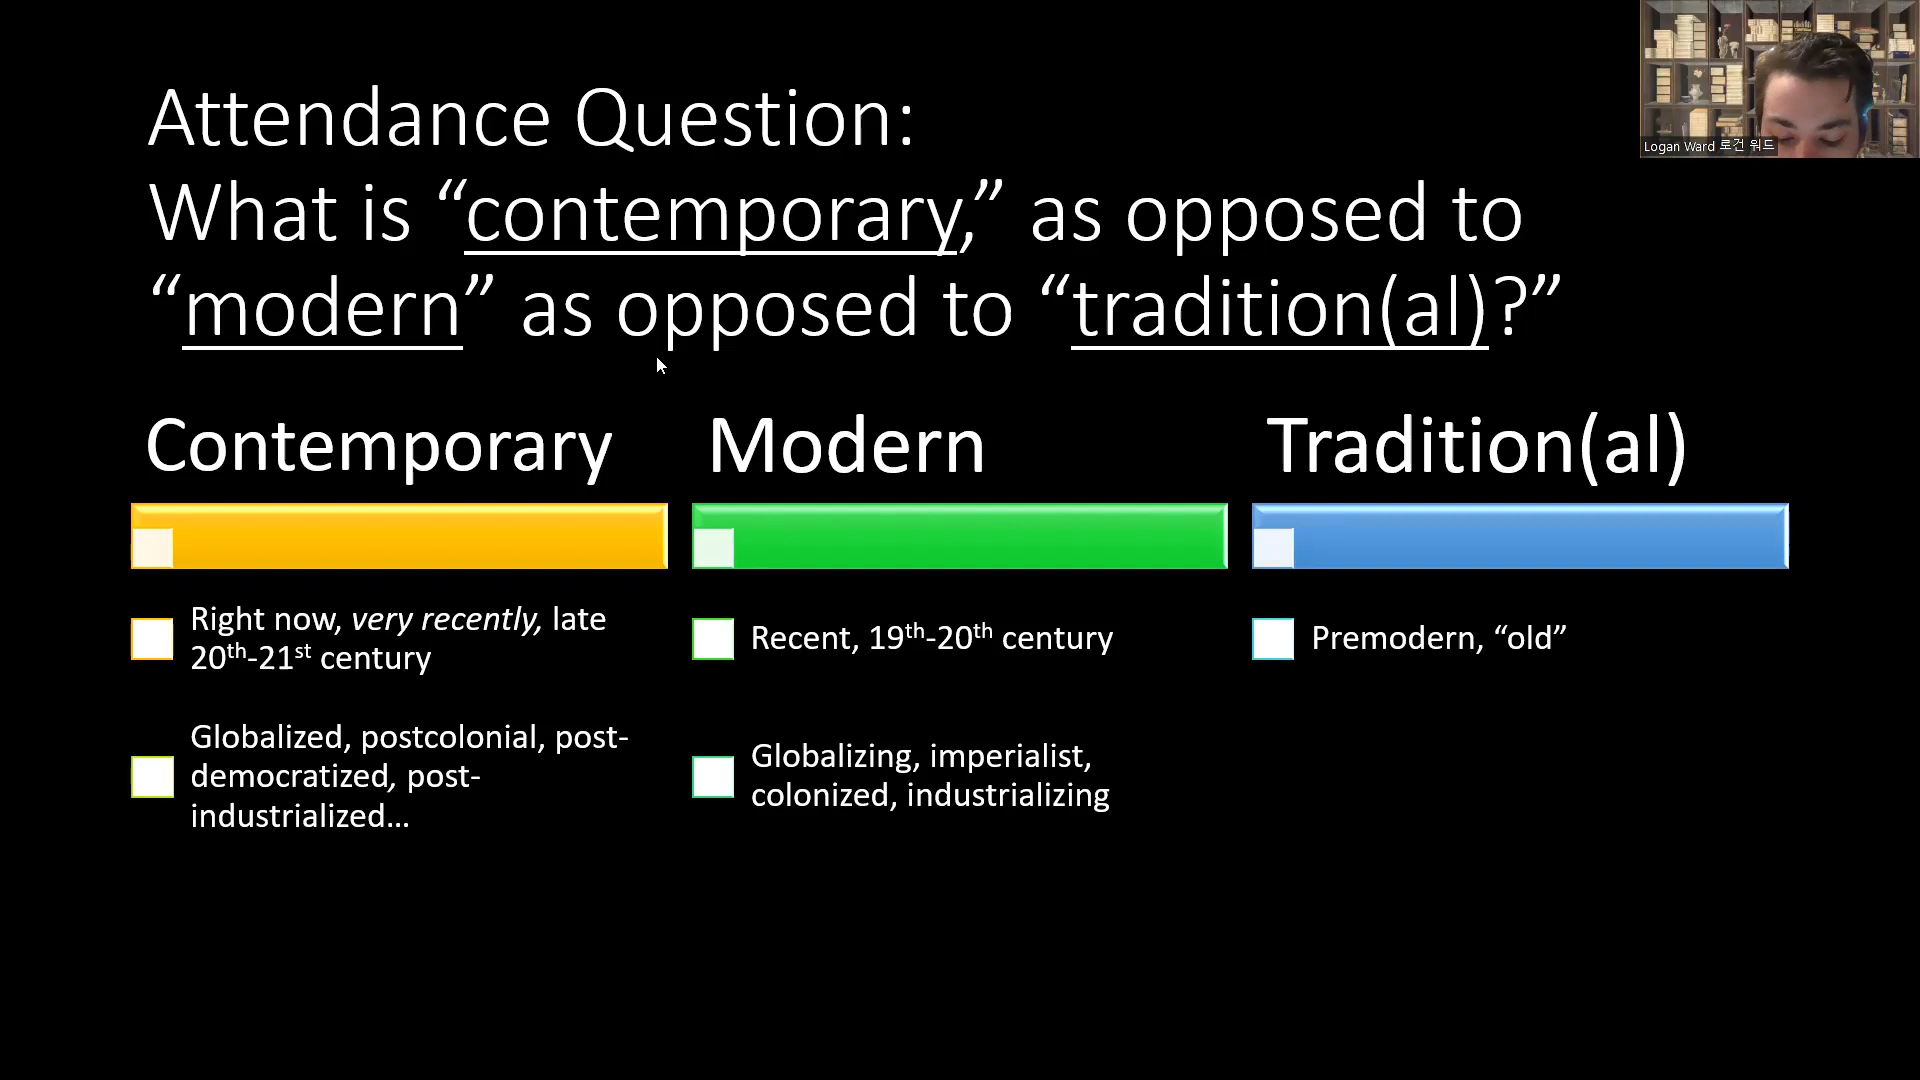 Attendance Question:
What is “contemporary,” as opposed to
“modern” as opposed to “tradition(al)?”
Logan Ward 로건 워드
Contemporary
Right now, very recently, late
20th-21st century
Globalized, postcolonial, post-
democratized, post-
industrialized...
Modern
Recent, 19th-20th century
Globalizing, imperialist,
colonized, industrializing
Tradition(al)
Premodern, “old”